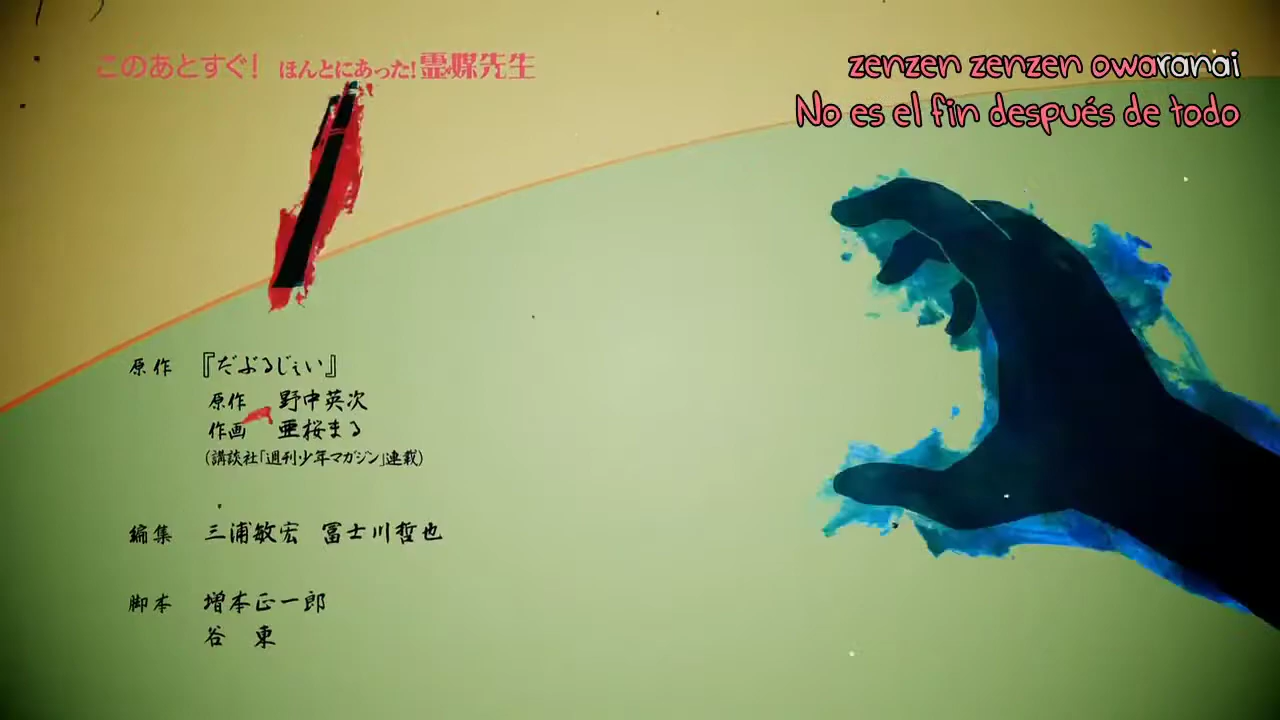 このあとすぐ! ほんとにあった!霊媒先生
zenzen zenzen owaranai
No es el fin después de todo
原作 『だぶるじぇい』
原作 野中英次
作画 亜桜まる
(講談社「週刊少年マガジン」連載)
編集 三浦敏宏 冨士川哲也
脚本 増本正一郎
谷 東